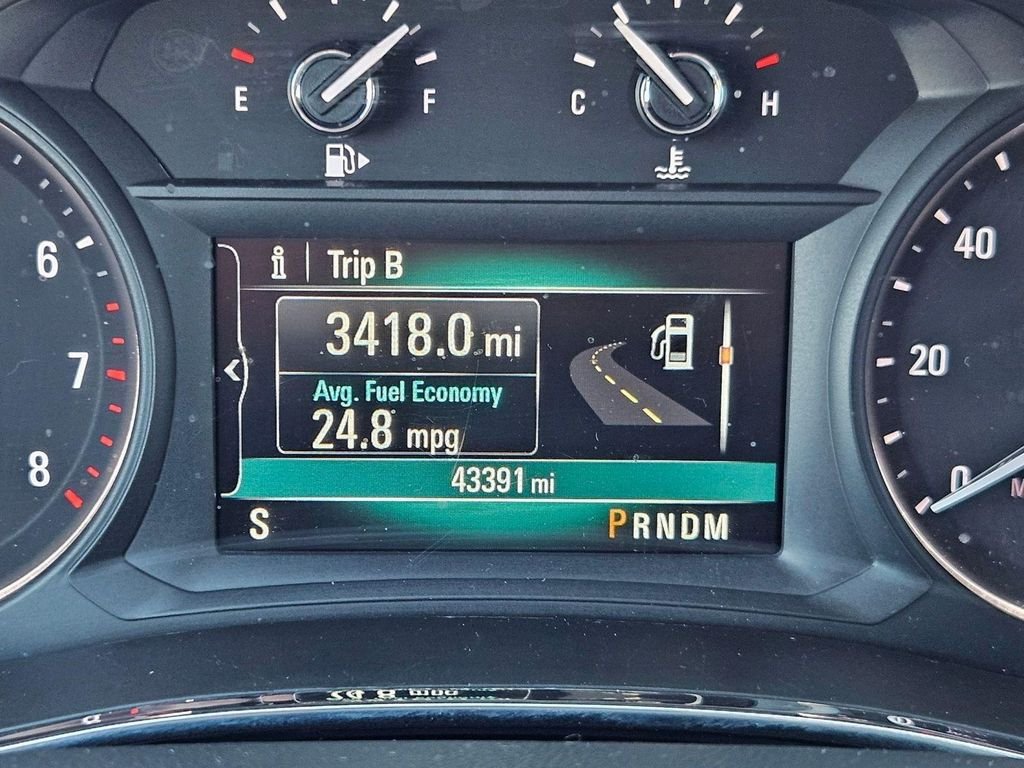 E F C H
6
7
8
i Trip B
3418.0 mi
Avg. Fuel Economy
24.8 mpg
43391 mi
S PRNDM
40
20
0
M